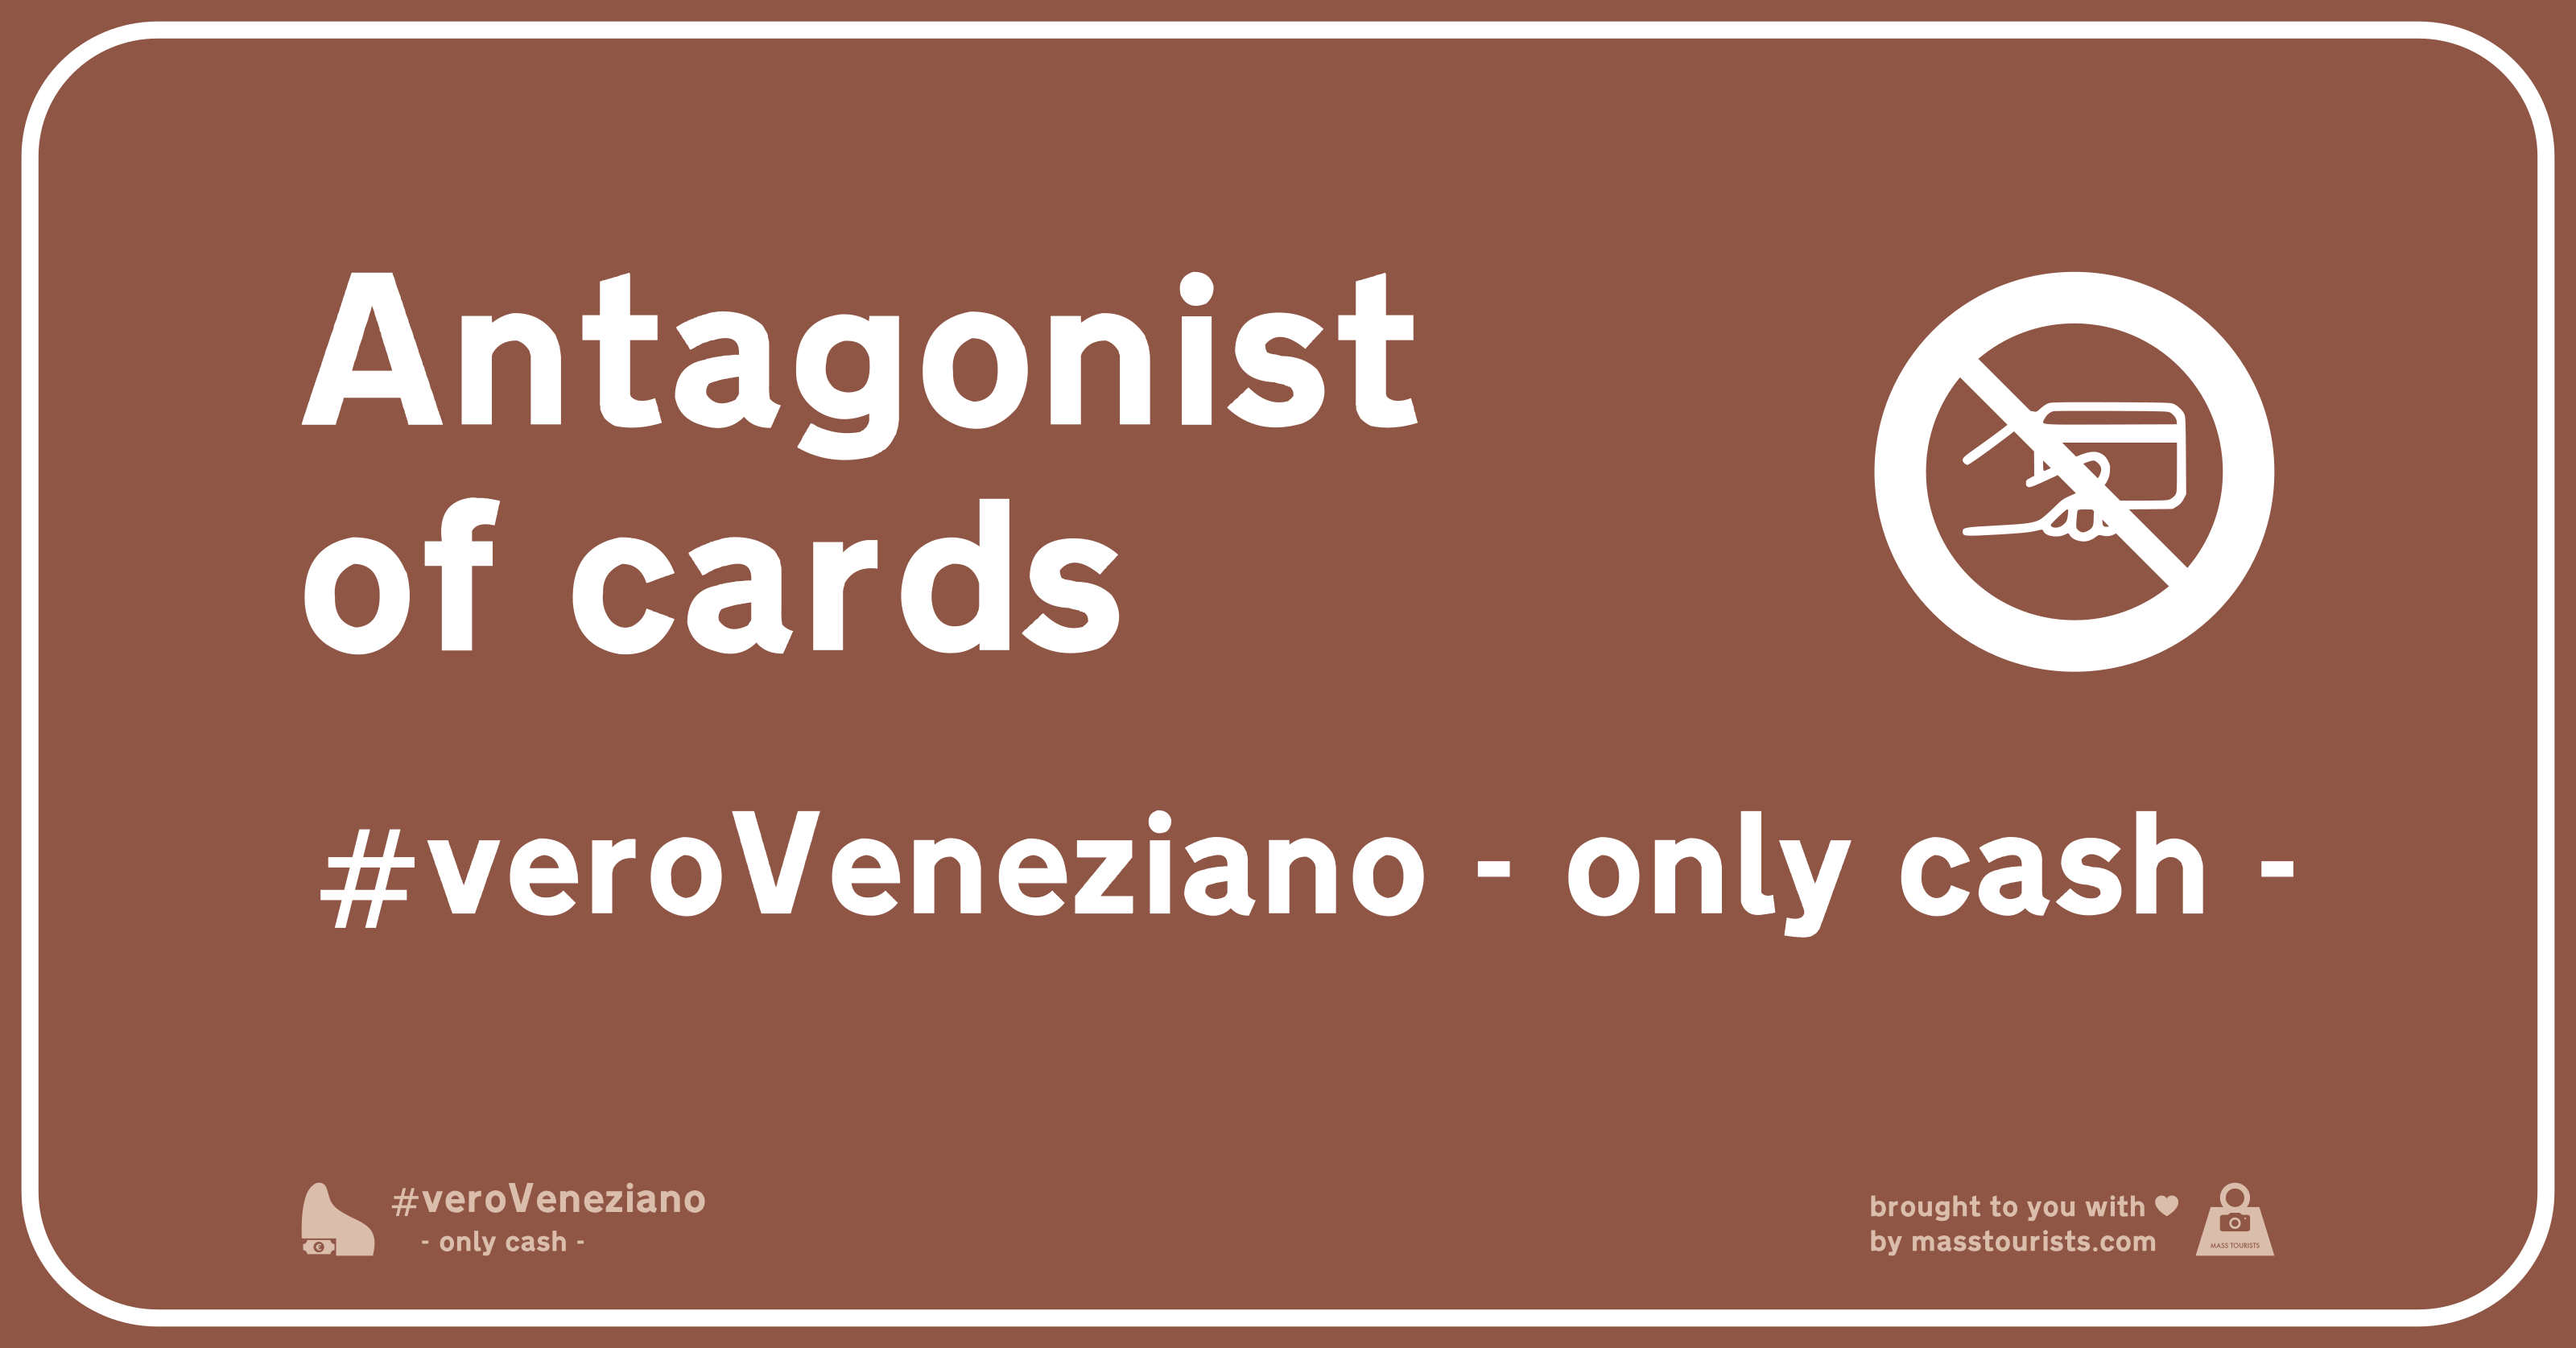 Antagonist
of cards
#veroVeneziano - only cash -
#veroVeneziano
- only cash -
brought to you with ♥
by masstourists.com
MASS TOURISTS